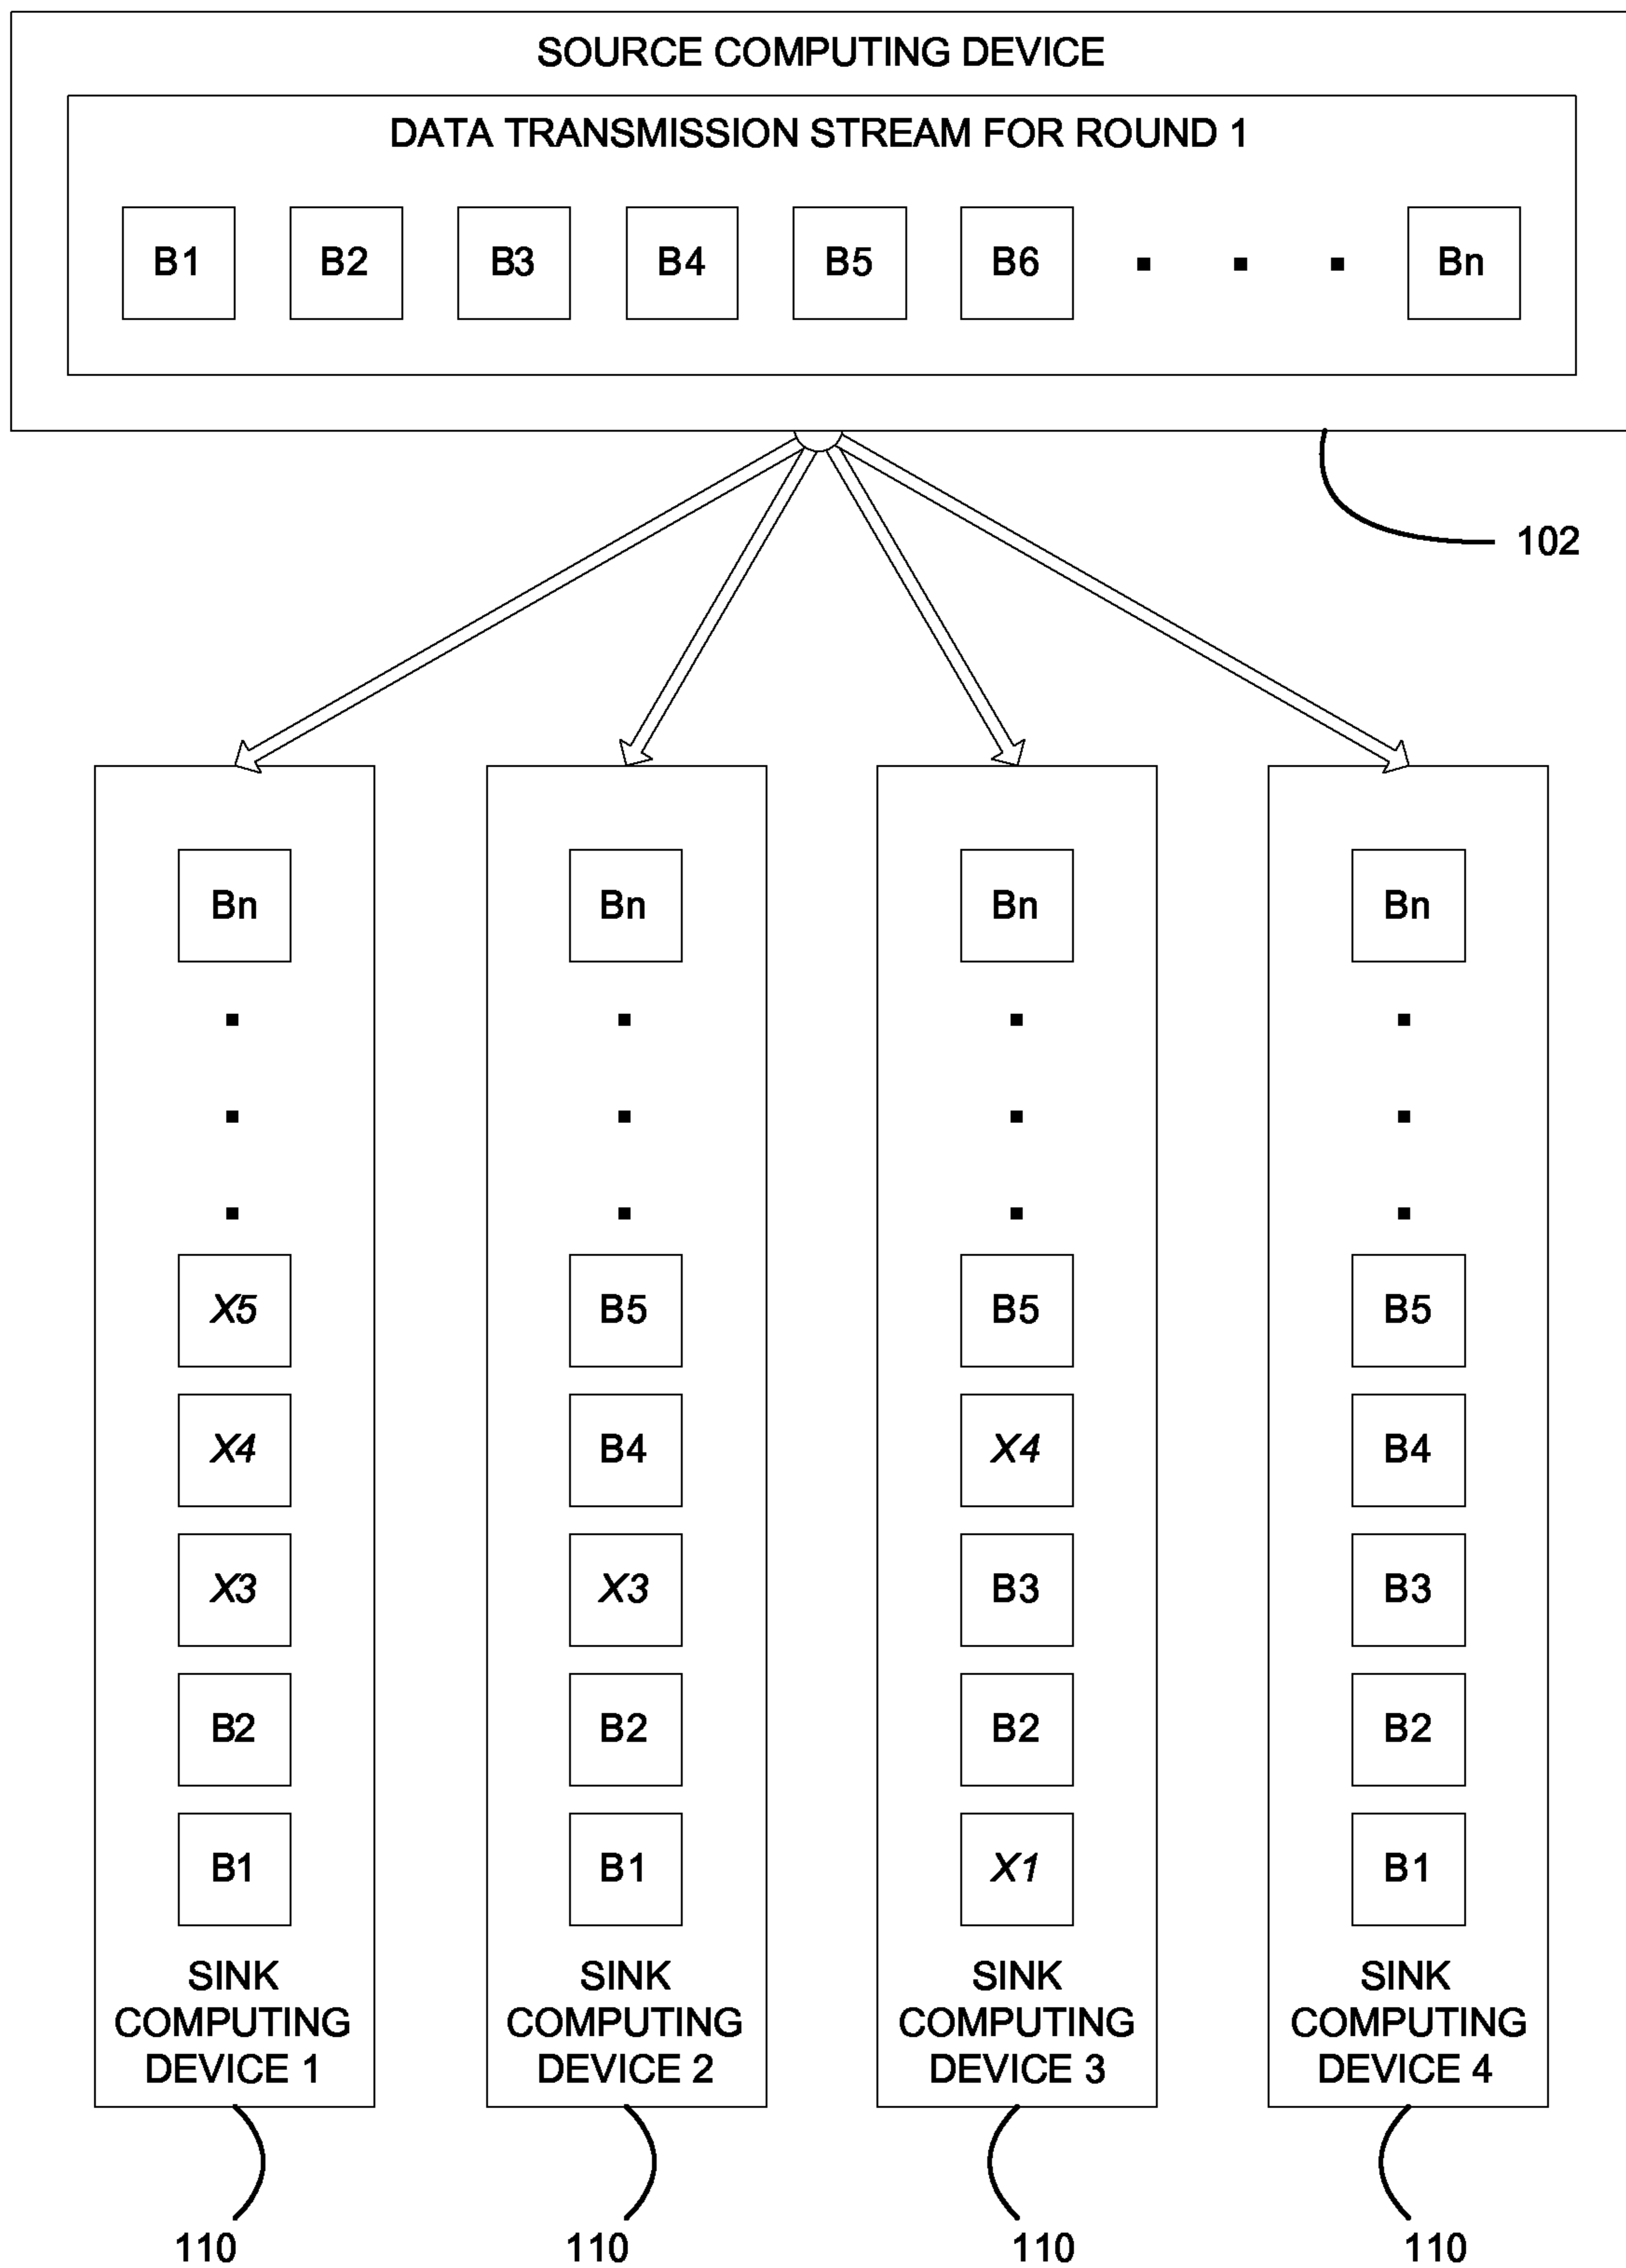 SOURCE COMPUTING DEVICE
DATA TRANSMISSION STREAM FOR ROUND 1
B1 B2 B3 B4 B5 B6 . . . Bn
102
Bn Bn Bn Bn
. . . .
. . . .
. . . .
X5 B5 B5 B5
X4 B4 X4 B4
X3 X3 B3 B3
B2 B2 B2 B2
B1 B1 X1 B1
SINK
COMPUTING
DEVICE 1
SINK
COMPUTING
DEVICE 2
SINK
COMPUTING
DEVICE 3
SINK
COMPUTING
DEVICE 4
110 110 110 110